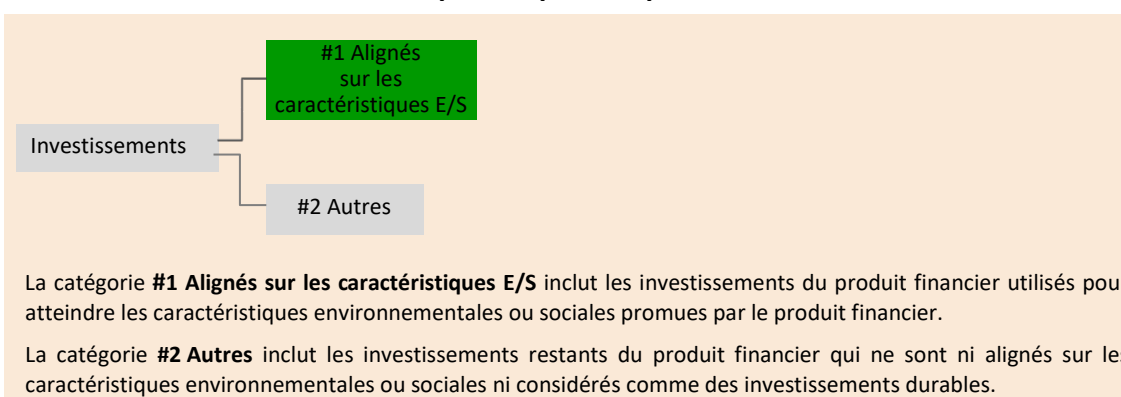 #1 Alignés
sur les
caractéristiques E/S
Investissements
#2 Autres
La catégorie #1 Alignés sur les caractéristiques E/S inclut les investissements du produit financier utilisés pou
atteindre les caractéristiques environnementales ou sociales promues par le produit financier.
La catégorie #2 Autres inclut les investissements restants du produit financier qui ne sont ni alignés sur les
caractéristiques environnementales ou sociales ni considérés comme des investissements durables.